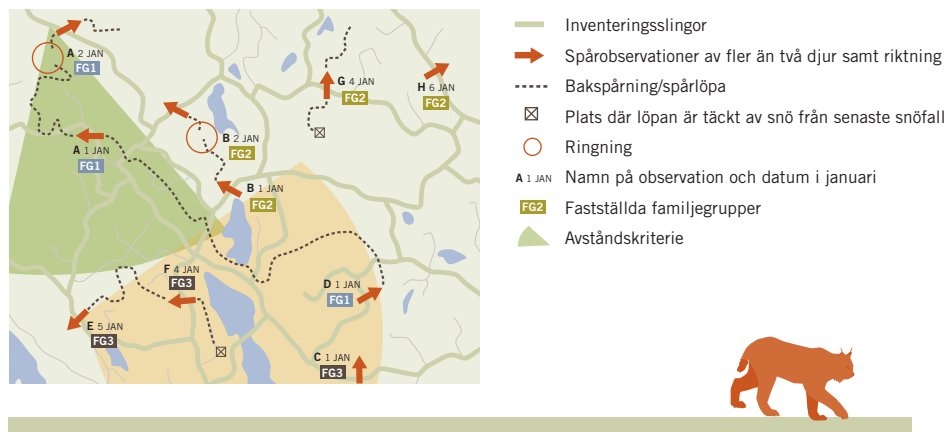 A 2 JAN
FG1
A 1 JAN
FG1
B 2 JAN
FG2
B 1 JAN
FG2
G 4 JAN
FG2
H 6 JAN
FG2
F 4 JAN
FG3
D 1 JAN
FG1
E 5 JAN
FG3
C 1 JAN
FG3
Inventeringsslingor
Spårobservationer av fler än två djur samt riktning
Bakspårning/spårlöpa
Plats där löpan är täckt av snö från senaste snöfall
Ringning
A 1 JAN Namn på observation och datum i januari
FG2 Fastställda familjegrupper
Avståndskriterie